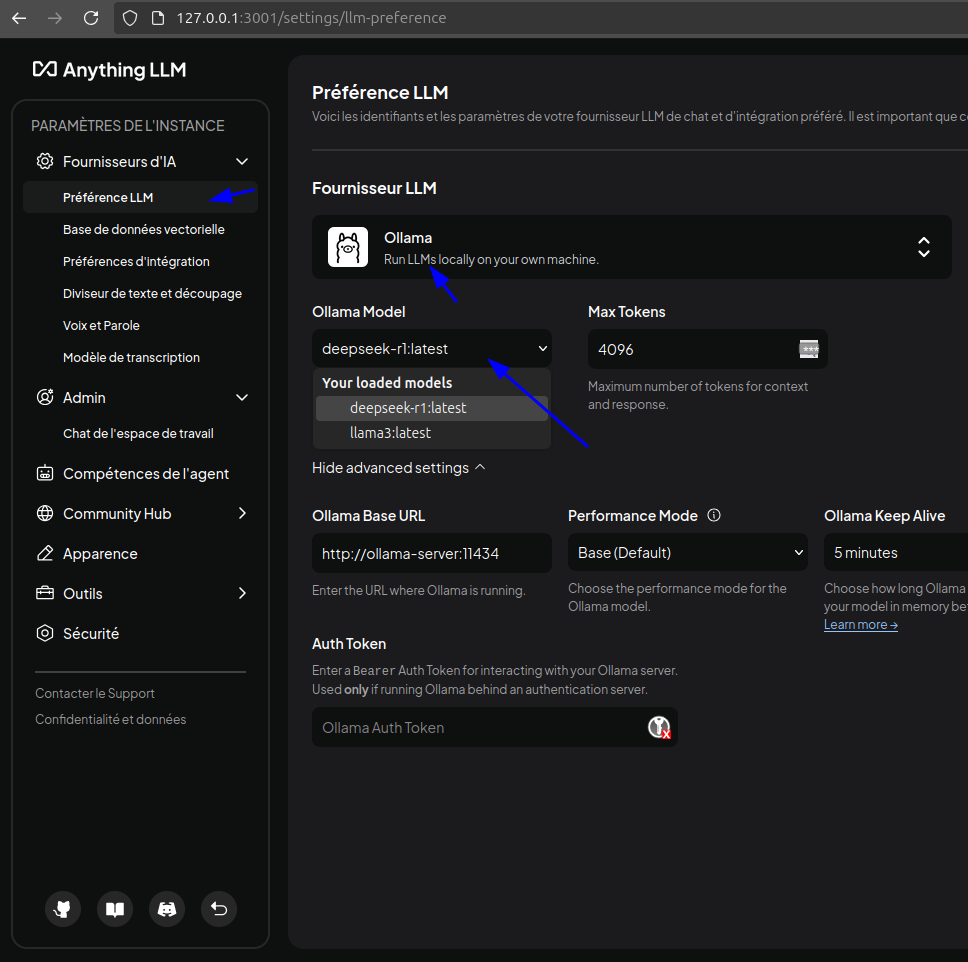 127.0.0.1:3001/settings/llm-preference
Anything LLM
PARAMÈTRES DE L'INSTANCE
Fournisseurs d'IA
Préférence LLM
Base de données vectorielle
Préférences d'intégration
Diviseur de texte et découpage
Voix et Parole
Modèle de transcription
Admin
Chat de l'espace de travail
Compétences de l'agent
Community Hub
Apparence
Outils
Sécurité
Contacter le Support
Confidentialité et données
Préférence LLM
Voici les identifiants et les paramètres de votre fournisseur LLM de chat et d'intégration préféré. Il est important que c
Fournisseur LLM
Ollama
Run LLMs locally on your own machine.
Ollama Model
Max Tokens
deepseek-r1:latest
4096
Your loaded models
deepseek-r1:latest
llama3:latest
Maximum number of tokens for context
and response.
Hide advanced settings
Ollama Base URL
Performance Mode
Ollama Keep Alive
http://ollama-server:11434
Base (Default)
5 minutes
Enter the URL where Ollama is running.
Choose the performance mode for the
Ollama model.
Choose how long Ollama
your model in memory be
Learn more →
Auth Token
Enter a Bearer Auth Token for interacting with your Ollama server.
Used only if running Ollama behind an authentication server.
Ollama Auth Token